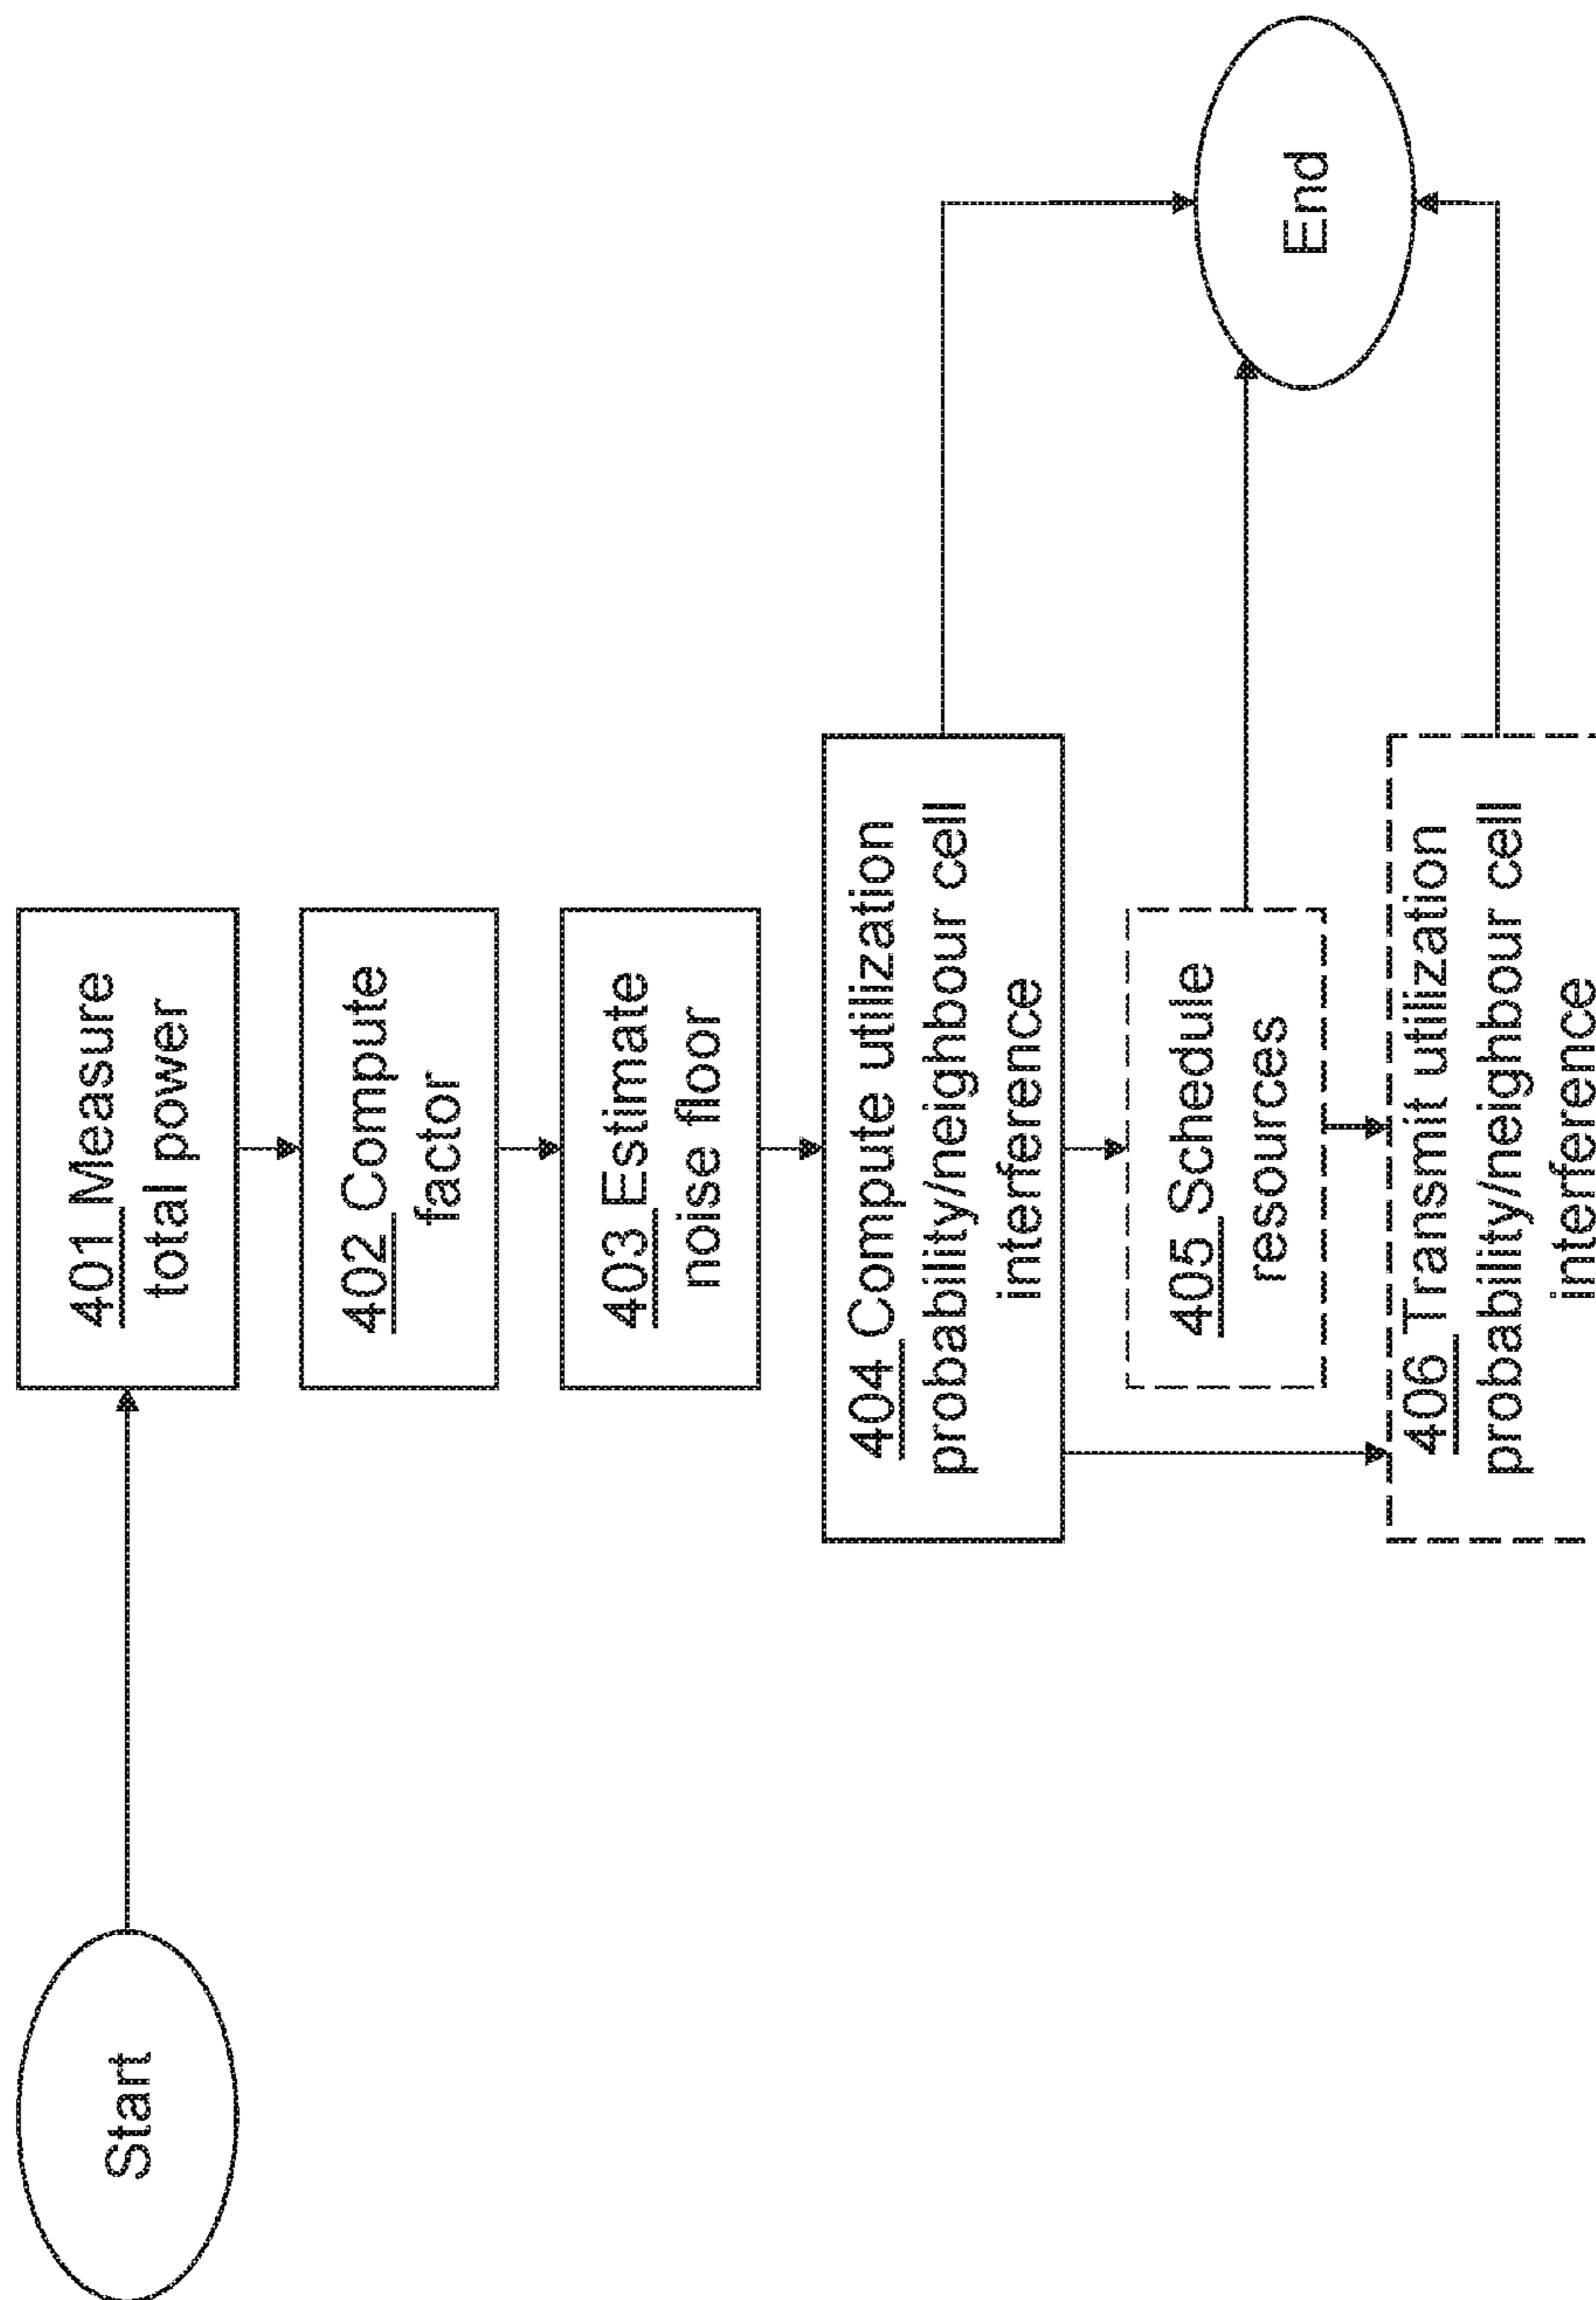 Start
401 Measure
total power
402 Compute
factor
403 Estimate
noise floor
404 Compute utilization
probability/neighbour cell
interference
405 Schedule
resources
406 Transmit utilization
probability/neighbour cell
interference
End